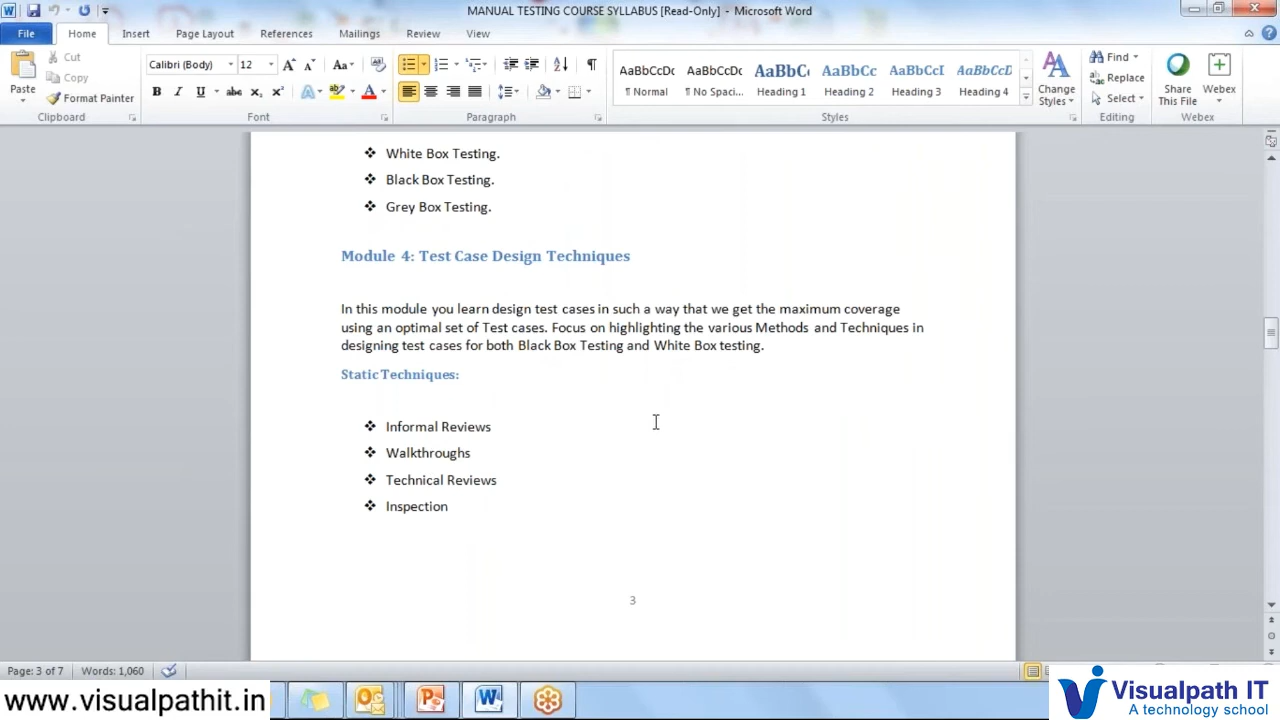 MANUAL TESTING COURSE SYLLABUS [Read-Only] - Microsoft Word
File Home Insert Page Layout References Mailings Review View
Paste
Cut
Copy
Format Painter
Clipboard
Calibri (Body) 12
Font
Paragraph
AaBbCcDc AaBbCcDc AaBbC AaBbCc AaBbCcI AaBbCcD
¶ Normal ¶ No Spaci... Heading 1 Heading 2 Heading 3 Heading 4
Change Styles
Styles
Find
Replace
Select
Editing
Share This File
Webex
Webex
White Box Testing.
Black Box Testing.
Grey Box Testing.
Module 4: Test Case Design Techniques
In this module you learn design test cases in such a way that we get the maximum coverage
using an optimal set of Test cases. Focus on highlighting the various Methods and Techniques in
designing test cases for both Black Box Testing and White Box testing.
Static Techniques:
Informal Reviews
Walkthroughs
Technical Reviews
Inspection
3
Page: 3 of 7 Words: 1,060
www.visualpathit.in
Visualpath IT
A technology school